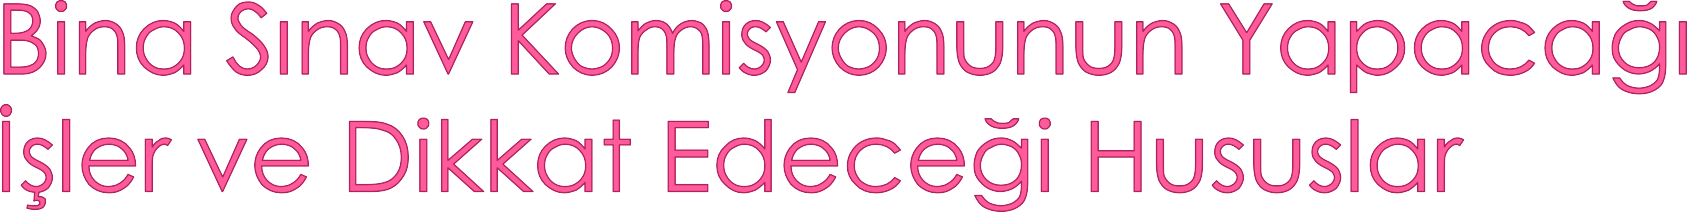 Bina Sınav Komisyonunun Yapacağı
İşler ve Dikkat Edeceği Hususlar